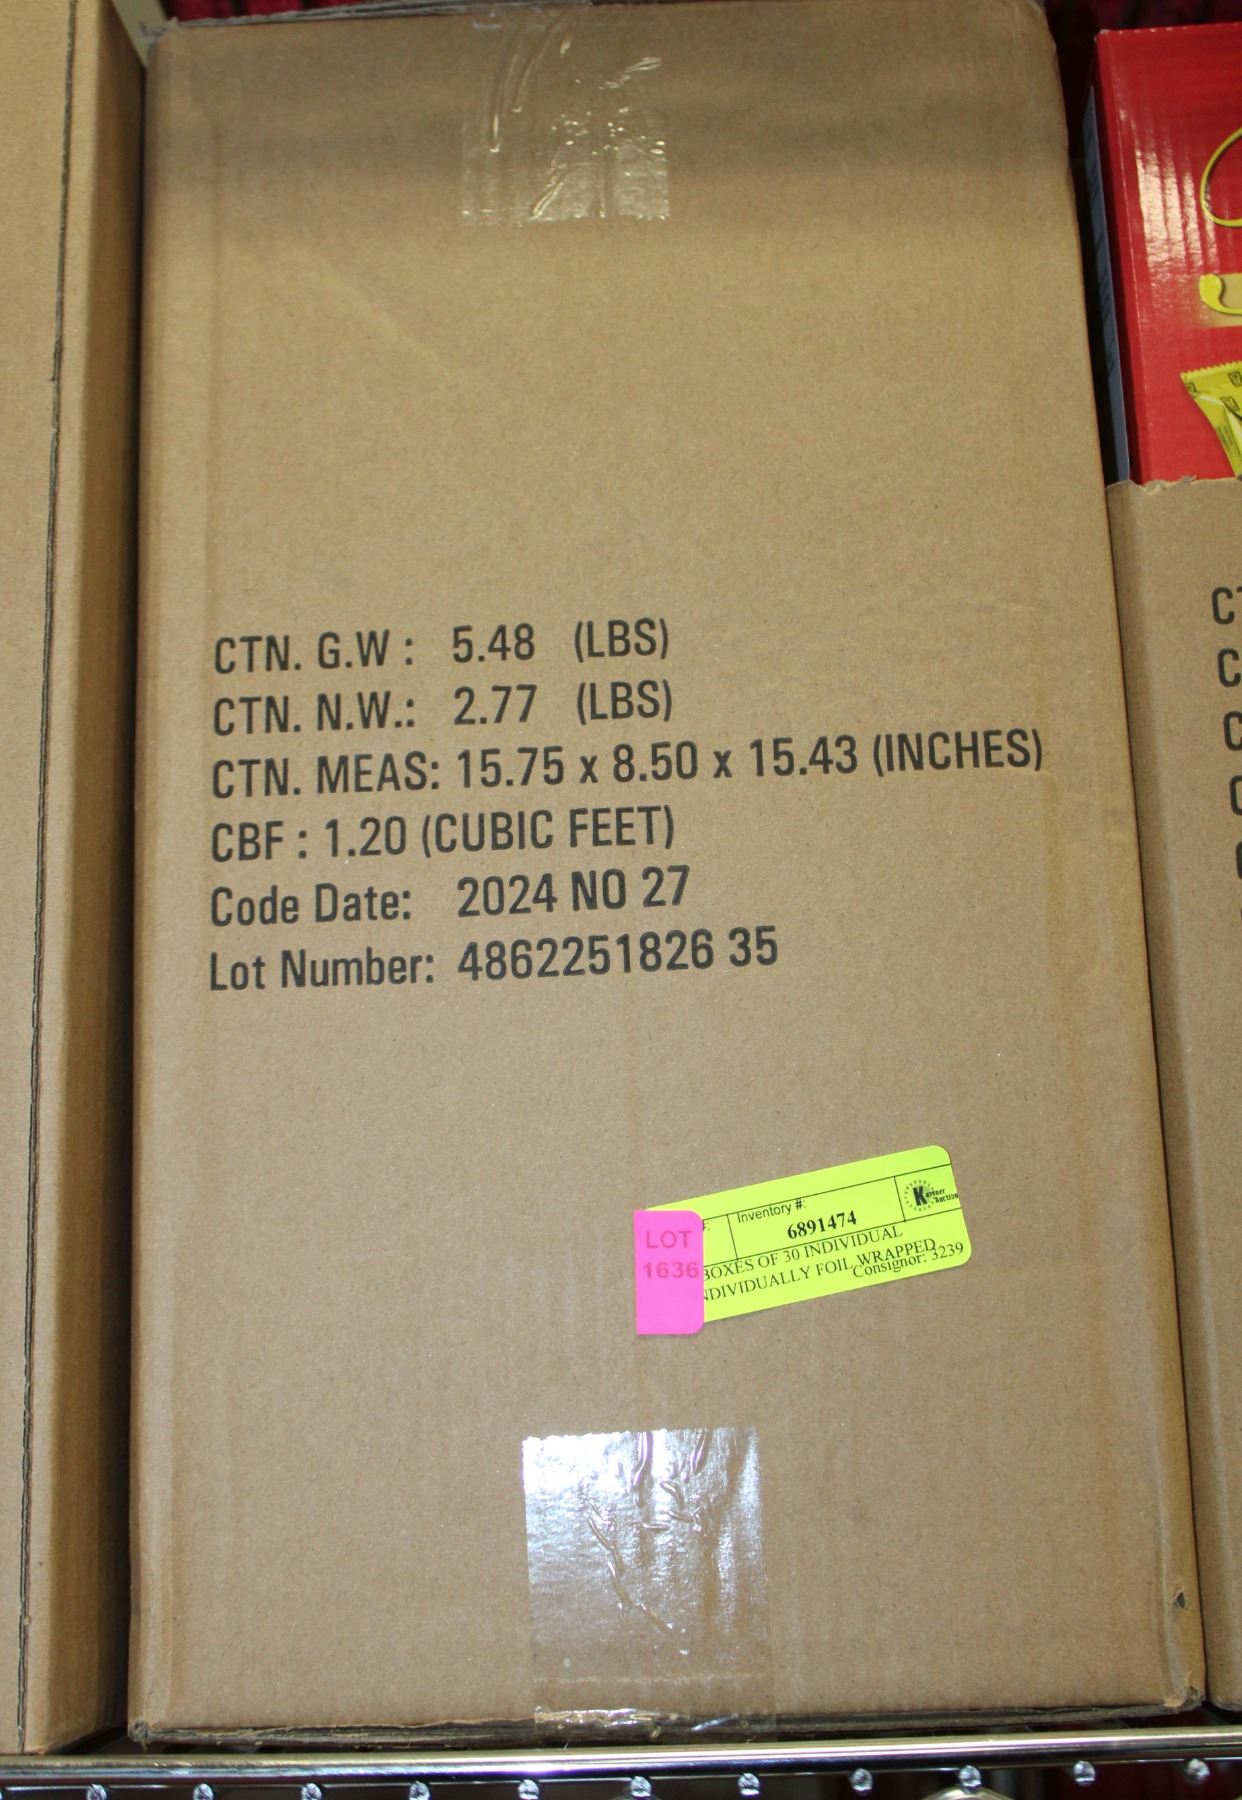 CTN. G.W : 5.48 (LBS)
CTN. N.W.: 2.77 (LBS)
CTN. MEAS: 15.75 x 8.50 x 15.43 (INCHES)
CBF : 1.20 (CUBIC FEET)
Code Date: 2024 NO 27
Lot Number: 4862251826 35
LOT
1636
#:
Inventory #:
6891474
Kastner
Auction
BOXES OF 30 INDIVIDUAL
NDIVIDUALLY FOIL WRAPPED
Consignor: 3239
C
C
C
C